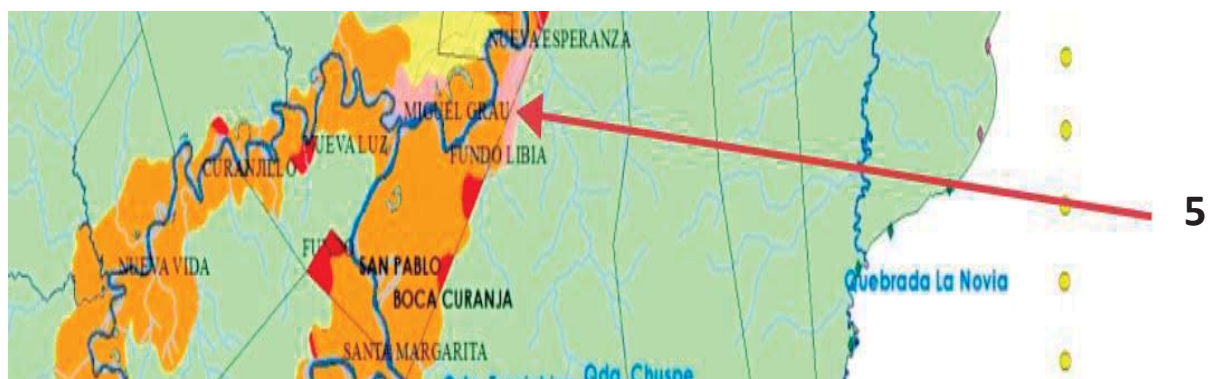 NUEVA ESPERANZA
MIGUEL GRAU
NUEVA LUZ
FUNDO LIBIA
CURANJILLO
5
FUNDO
SAN PABLO
NUEVA VIDA
Quebrada La Novia
BOCA CURANJA
SANTA MARGARITA
Qda. Chuspe